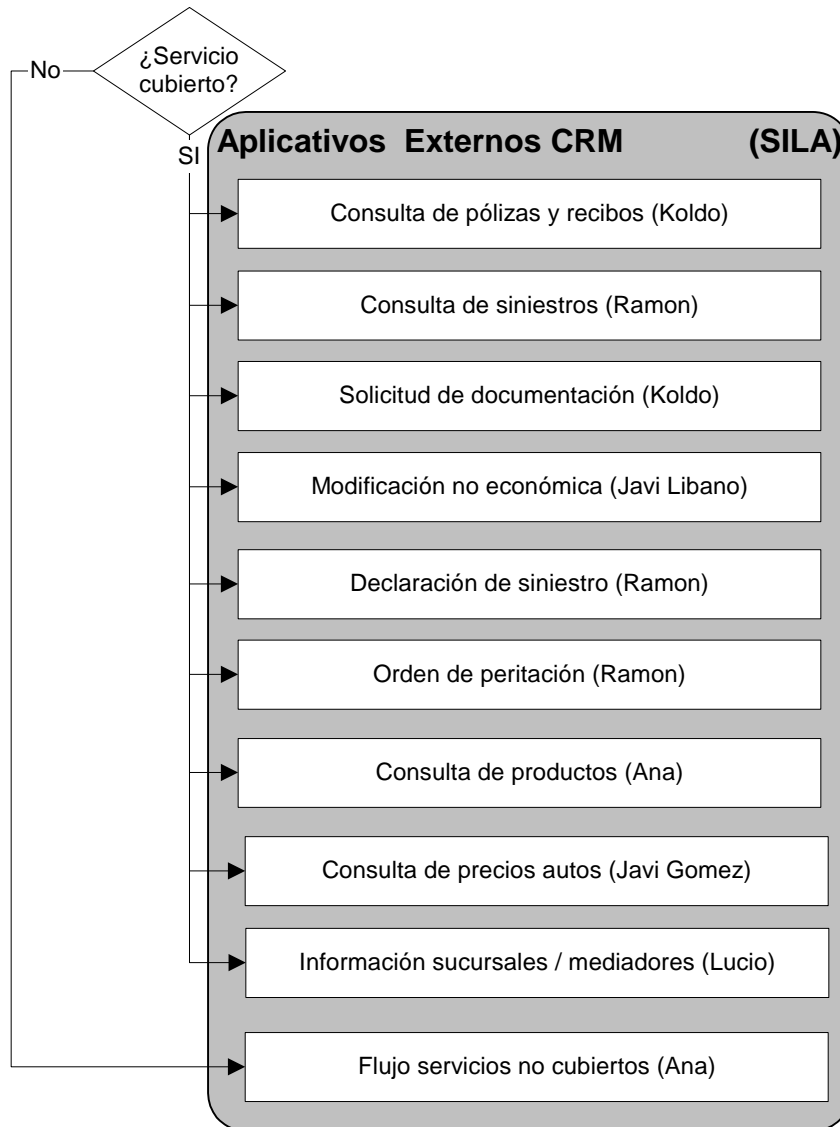 ¿Servicio
cubierto?
No
SI
Aplicativos Externos CRM (SILA)
Consulta de pólizas y recibos (Koldo)
Consulta de siniestros (Ramon)
Solicitud de documentación (Koldo)
Modificación no económica (Javi Libano)
Declaración de siniestro (Ramon)
Orden de peritación (Ramon)
Consulta de productos (Ana)
Consulta de precios autos (Javi Gomez)
Información sucursales / mediadores (Lucio)
Flujo servicios no cubiertos (Ana)